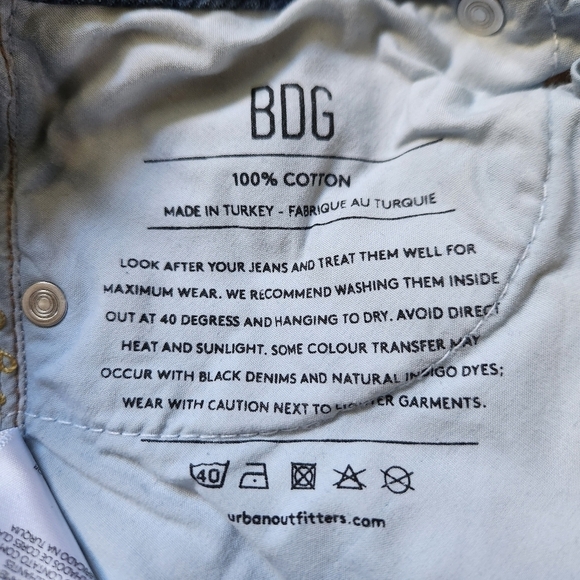 BDG
100% COTTON
MADE IN TURKEY - FABRIQUE AU TURQUIE
LOOK AFTER YOUR JEANS AND TREAT THEM WELL FOR
MAXIMUM WEAR. WE RECOMMEND WASHING THEM INSIDE
OUT AT 40 DEGRESS AND HANGING TO DRY. AVOID DIRECT
HEAT AND SUNLIGHT. SOME COLOUR TRANSFER MAY
OCCUR WITH BLACK DENIMS AND NATURAL INDIGO DYES;
WEAR WITH CAUTION NEXT TO LIGHTER GARMENTS.
40
urbanoutfitters.com